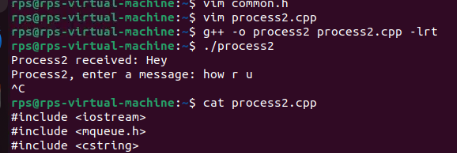 rps@rps-virtual-machine:~$ vim common.h
rps@rps-virtual-machine:~$ vim process2.cpp
rps@rps-virtual-machine:~$ g++ -o process2 process2.cpp -lrt
rps@rps-virtual-machine:~$ ./process2
Process2 received: Hey
Process2, enter a message: how r u
^C
rps@rps-virtual-machine:~$ cat process2.cpp
#include <iostream>
#include <mqueue.h>
#include <cstring>